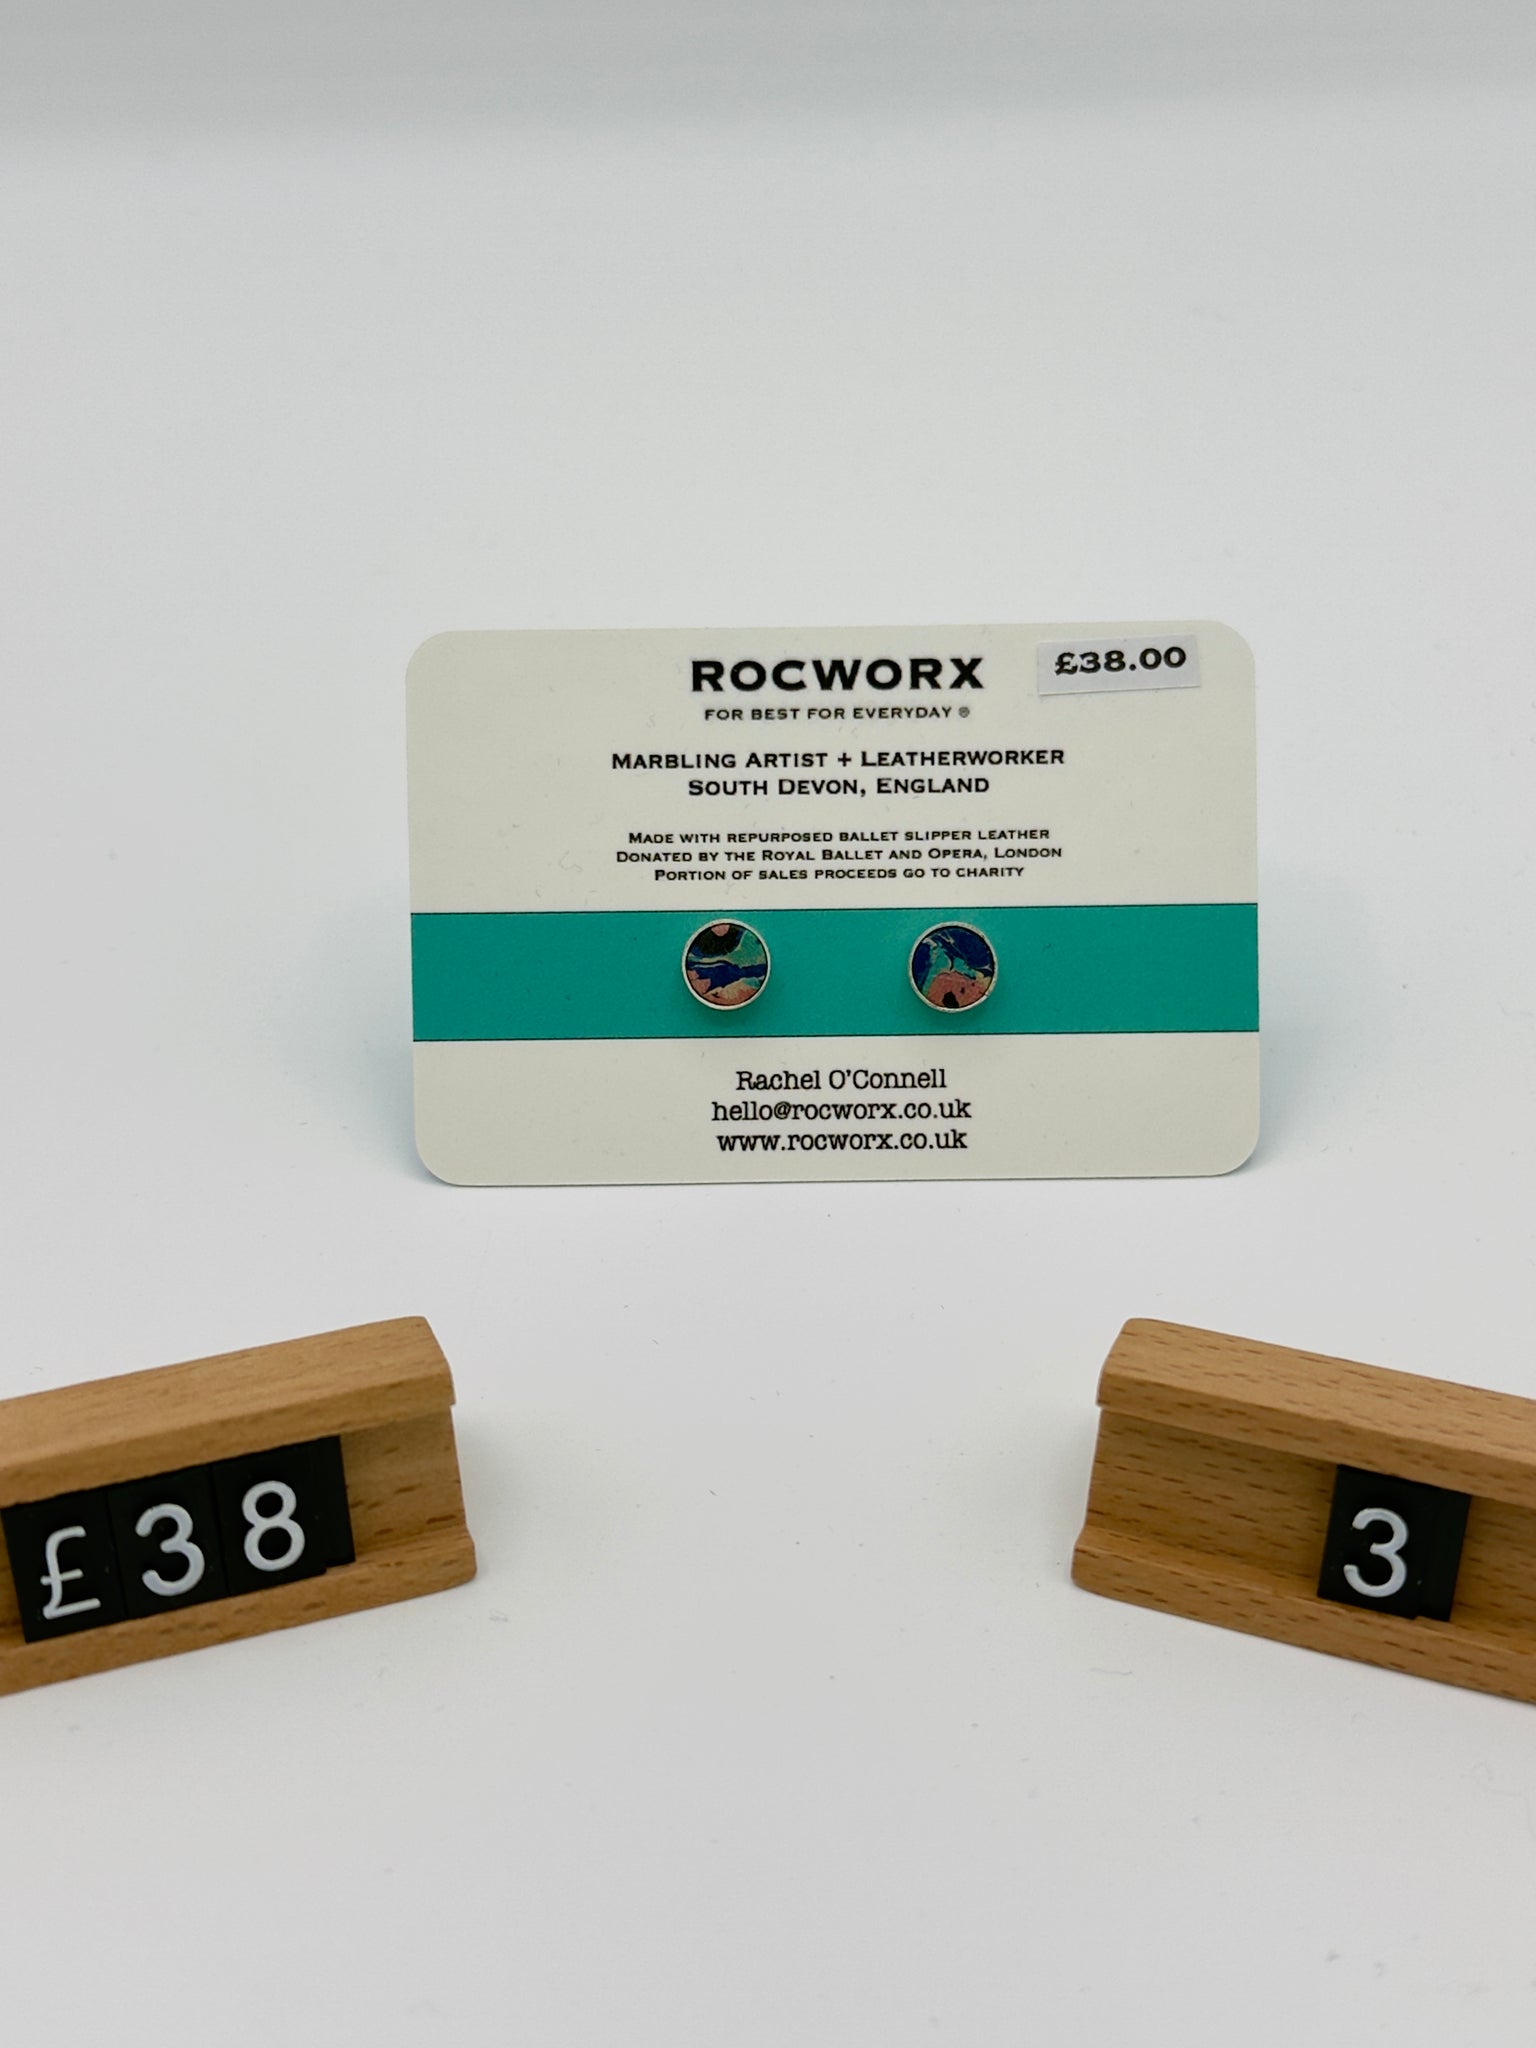 ROCWORX
£38.00
FOR BEST FOR EVERYDAY ®
MARBLING ARTIST + LEATHERWORKER
SOUTH DEVON, ENGLAND
MADE WITH REPURPOSED BALLET SLIPPER LEATHER
DONATED BY THE ROYAL BALLET AND OPERA, LONDON
PORTION OF SALES PROCEEDS GO TO CHARITY
Rachel O'Connell
hello@rocworx.co.uk
www.rocworx.co.uk
£38
3